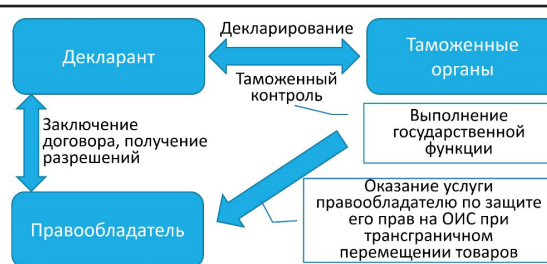 Декларирование
Декларант
Таможенные
органы
Таможенный
контроль
Заключение
договора, получение
разрешений
Выполнение
государственной
функции
Правообладатель
Оказание услуги
правообладателю по защите
его прав на ОИС при
трансграничном
перемещении товаров